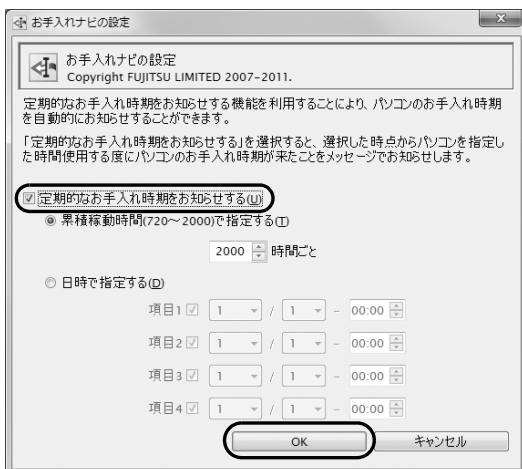 お手入れナビの設定
お手入れナビの設定
Copyright FUJITSU LIMITED 2007-2011.
定期的なお手入れ時期をお知らせする機能を利用することにより、パソコンのお手入れ時期
を自動的にお知らせすることができます。
「定期的なお手入れ時期をお知らせする」を選択すると、選択した時点からパソコンを指定し
た時間使用する度にパソコンのお手入れ時期が来たことをメッセージでお知らせします。
定期的なお手入れ時期をお知らせする(U)
累積稼動時間(720～2000)で指定する(T)
2000 時間ごと
日時で指定する(D)
項目1 1 / 1 - 00:00
項目2 1 / 1 - 00:00
項目3 1 / 1 - 00:00
項目4 1 / 1 - 00:00
OK キャンセル